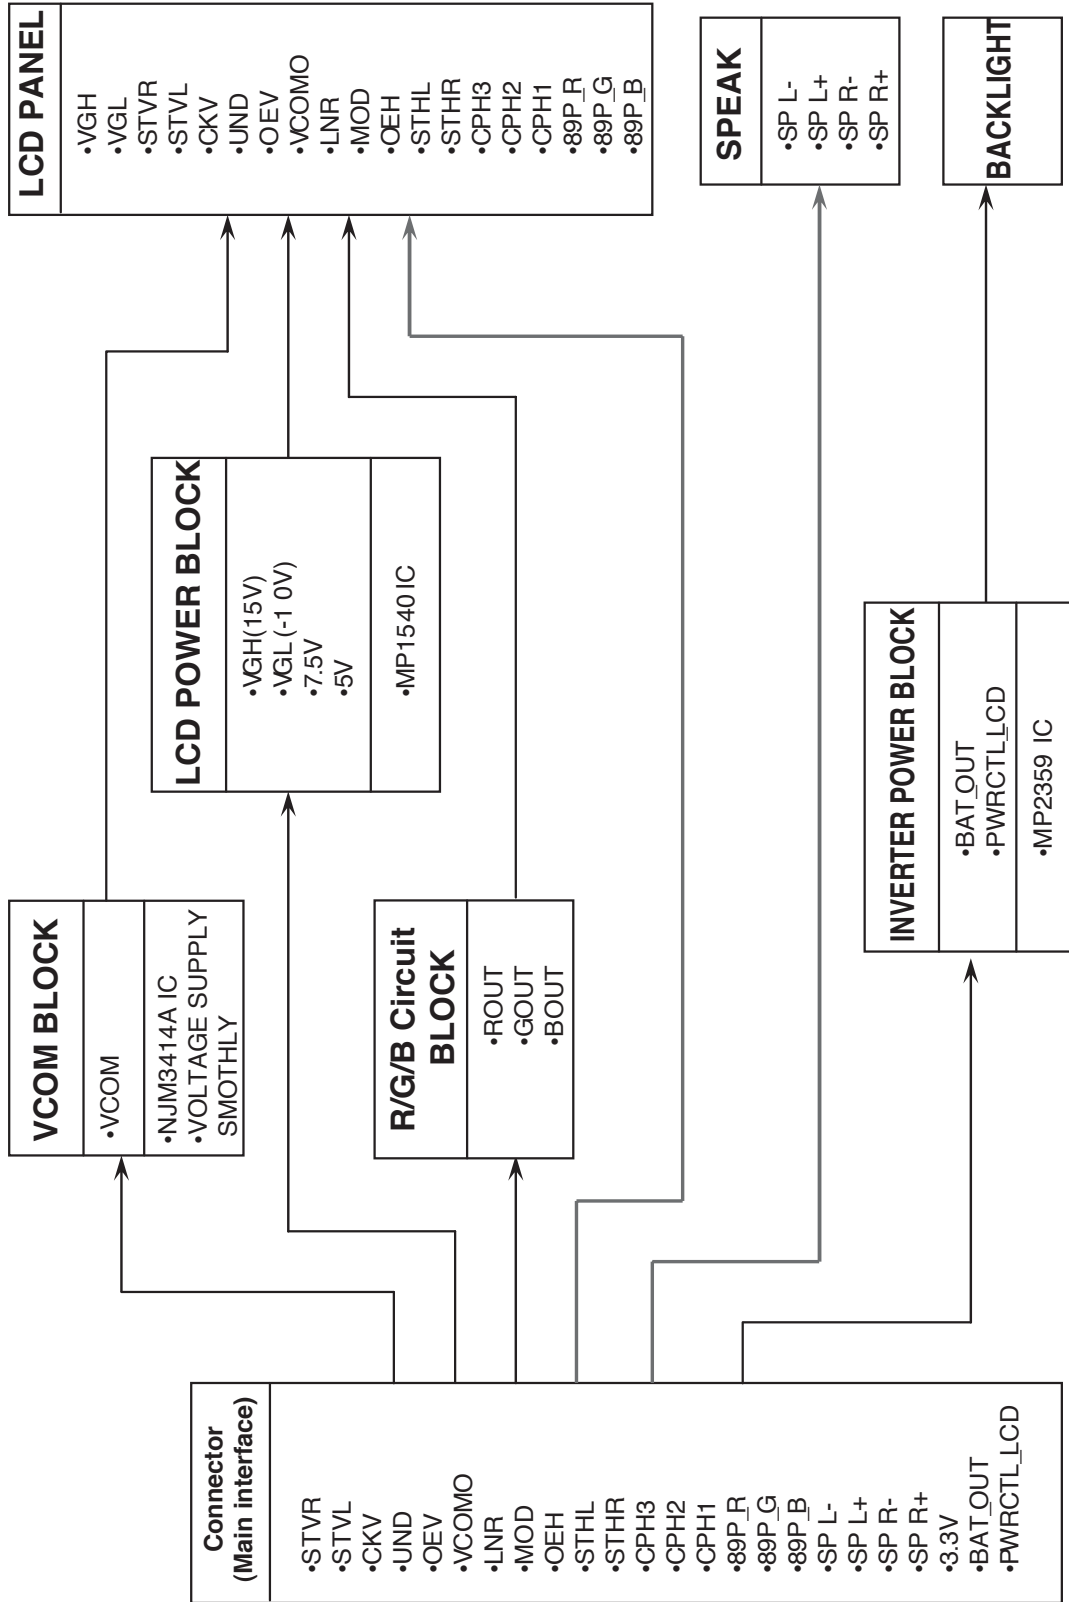 Connector
(Main interface)
•STVR
•STVL
•CKV
•UND
•OEV
•VCOMO
•LNR
•MOD
•OEH
•STHL
•STHR
•CPH3
•CPH2
•CPH1
•89P_R
•89P_G
•89P_B
•SP L-
•SP L+
•SP R-
•SP R+
•3.3V
•BAT_OUT
•PWRCTL_LCD
VCOM BLOCK
•VCOM
•NJM3414A IC
•VOLTAGE SUPPLY
SMOTHLY
LCD POWER BLOCK
•VGH(15V)
•VGL(-1 0V)
•7.5V
•5V
•MP1540 IC
R/G/B Circuit
BLOCK
•ROUT
•GOUT
•BOUT
INVERTER POWER BLOCK
•BAT_OUT
•PWRCTL_LCD
•MP2359 IC
LCD PANEL
•VGH
•VGL
•STVR
•STVL
•CKV
•UND
•OEV
•VCOMO
•LNR
•MOD
•OEH
•STHL
•STHR
•CPH3
•CPH2
•CPH1
•89P_R
•89P_G
•89P_B
SPEAK
•SP L-
•SP L+
•SP R-
•SP R+
BACKLIGHT